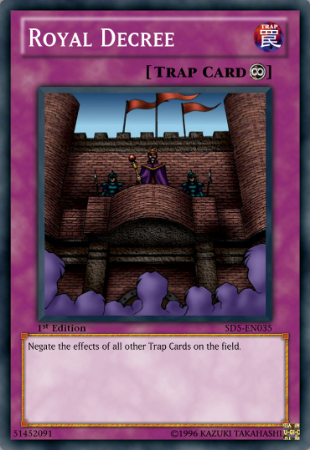 ROYAL DECREE
TRAP
罠
[TRAP CARD]
1st Edition
SD5-EN035
Negate the effects of all other Trap Cards on the field.
51452091
©1996 KAZUKI TAKAHASHI